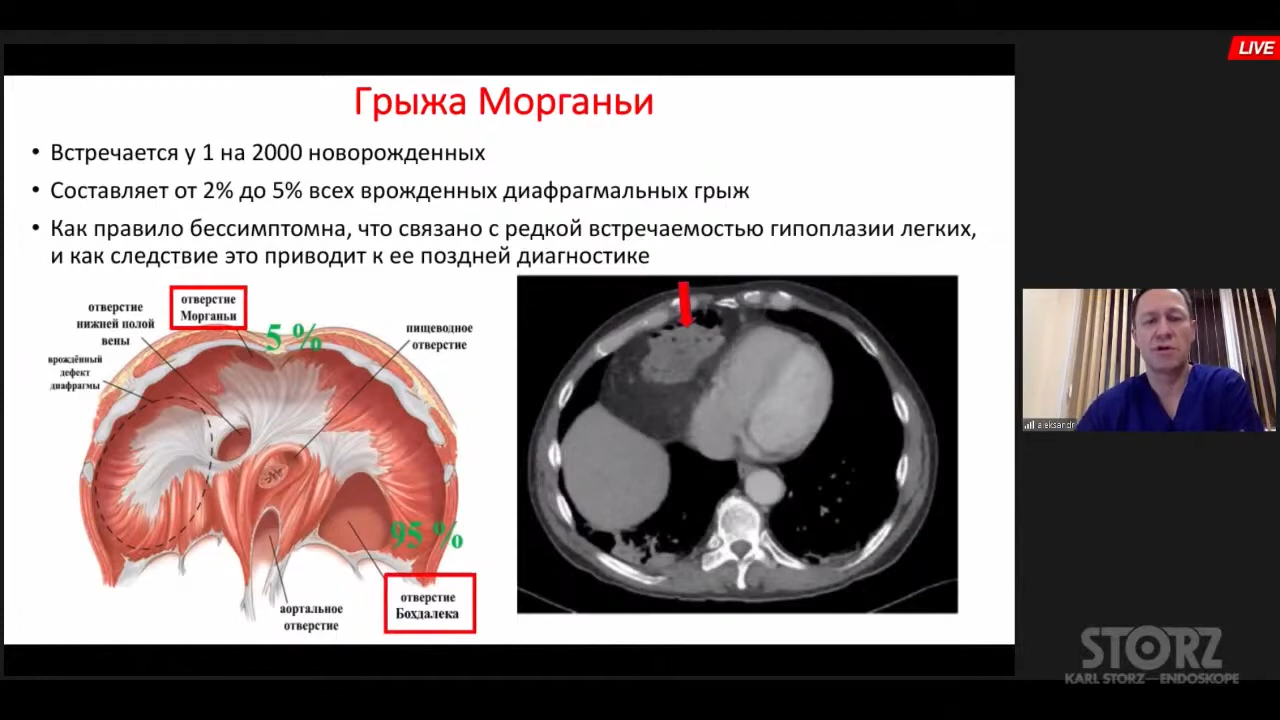 LIVE
Грыжа Морганьи
• Встречается у 1 на 2000 новорожденных
• Составляет от 2% до 5% всех врожденных диафрагмальных грыж
• Как правило бессимптомна, что связано с редкой встречаемостью гипоплазии легких,
и как следствие это приводит к ее поздней диагностике
отверстие
нижней полой
вены
отверстие
Морганьи
5 %
пищеводное
отверстие
врождённый
дефект
диафрагмы
95 %
аортальное
отверстие
отверстие
Бохдалека
aleksandr
STORZ
KARL STORZ—ENDOSKOPE